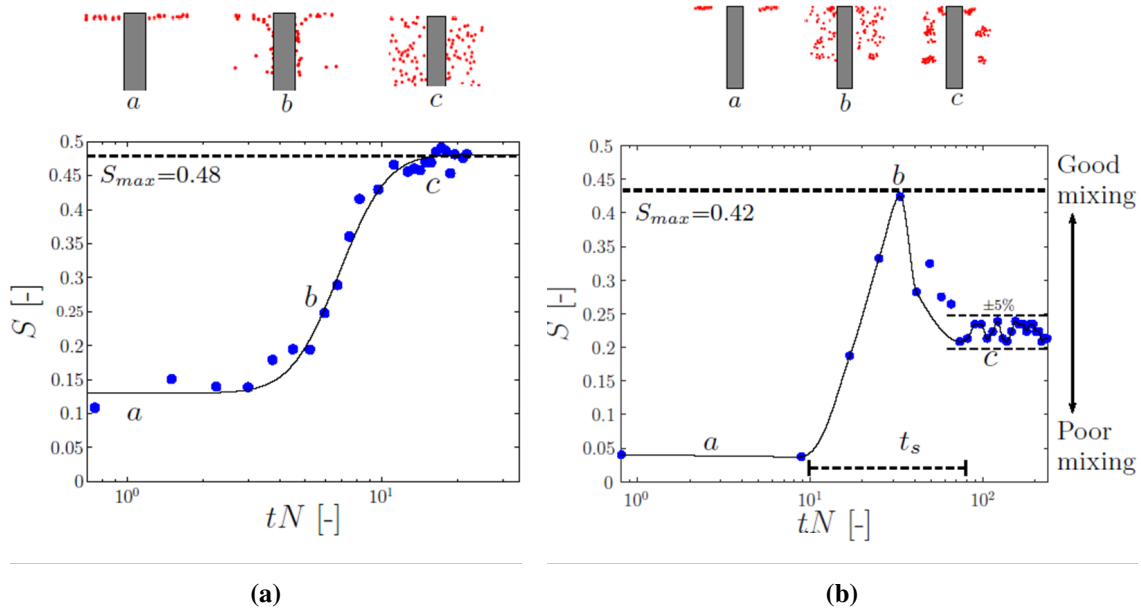 a
b
c
0.5
0.45
0.4
0.35
0.3
0.25
0.2
0.15
0.1
0.05
0
S [-]
S_max=0.48
a
b
c
10^0
10^1
tN [-]
(a)
a
b
c
0.5
0.45
0.4
0.35
0.3
0.25
0.2
0.15
0.1
0.05
0
S [-]
S_max=0.42
b
±5%
c
a
t_s
10^0
10^1
10^2
tN [-]
Good
mixing
Poor
mixing
(b)